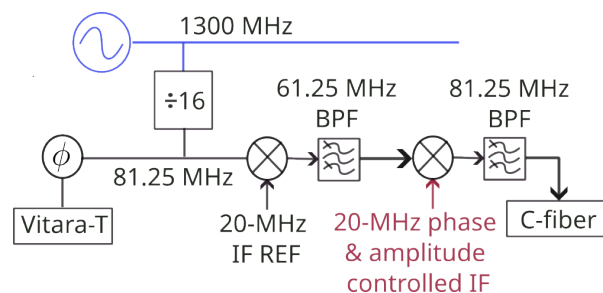 1300 MHz
÷16
61.25 MHz
BPF
81.25 MHz
BPF
ϕ
81.25 MHz
Vitara-T
20-MHz
IF REF
20-MHz phase
& amplitude
controlled IF
C-fiber